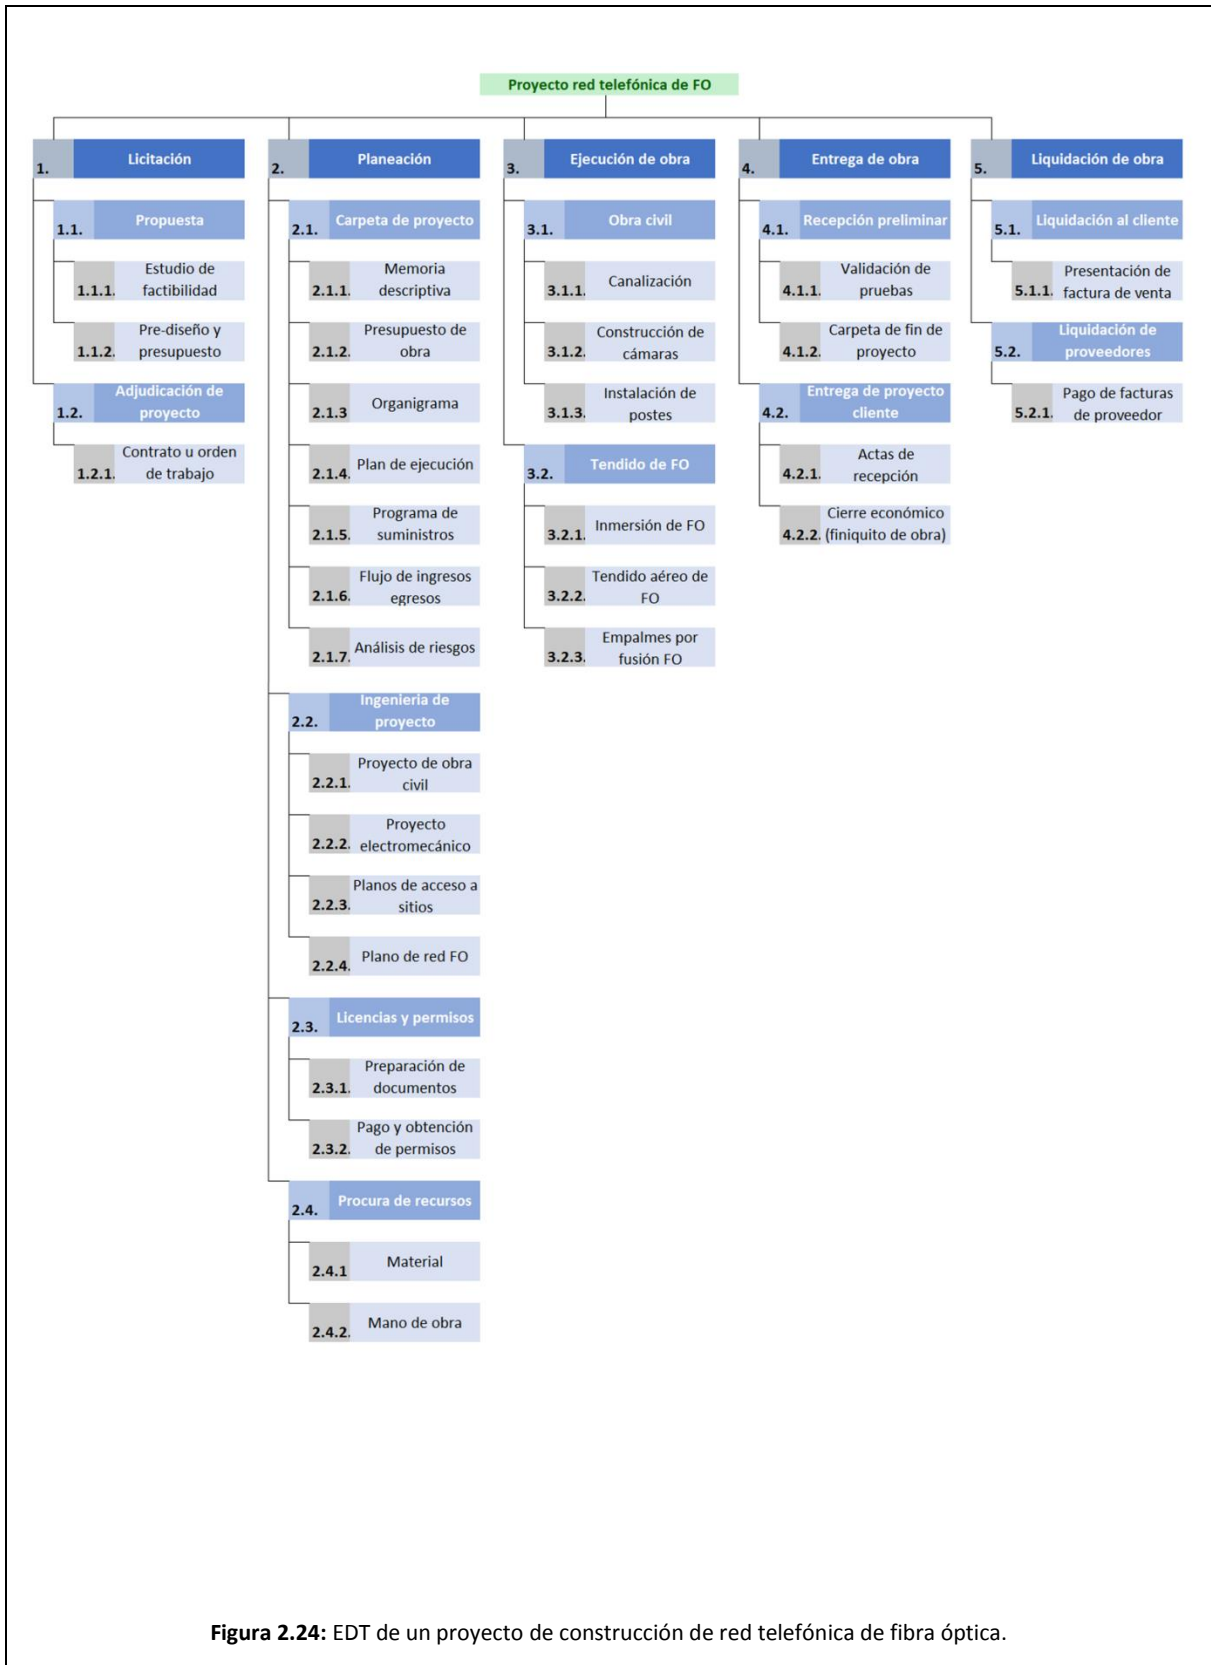 Proyecto red telefónica de FO
1. Licitación
1.1. Propuesta
1.1.1. Estudio de
factibilidad
1.1.2. Pre-diseño y
presupuesto
1.2. Adjudicación de
proyecto
1.2.1. Contrato u orden
de trabajo
2. Planeación
2.1. Carpeta de proyecto
2.1.1. Memoria
descriptiva
2.1.2. Presupuesto de
obra
2.1.3 Organigrama
2.1.4. Plan de ejecución
2.1.5. Programa de
suministros
2.1.6. Flujo de ingresos
egresos
2.1.7. Análisis de riesgos
2.2. Ingenieria de
proyecto
2.2.1. Proyecto de obra
civil
2.2.2. Proyecto
electromecánico
2.2.3. Planos de acceso a
sitios
2.2.4. Plano de red FO
2.3. Licencias y permisos
2.3.1. Preparación de
documentos
2.3.2. Pago y obtención
de permisos
2.4. Procura de recursos
2.4.1 Material
2.4.2. Mano de obra
3. Ejecución de obra
3.1. Obra civil
3.1.1. Canalización
3.1.2. Construcción de
cámaras
3.1.3. Instalación de
postes
3.2. Tendido de FO
3.2.1. Inmersión de FO
3.2.2. Tendido aéreo de
FO
3.2.3. Empalmes por
fusión FO
4. Entrega de obra
4.1. Recepción preliminar
4.1.1. Validación de
pruebas
4.1.2. Carpeta de fin de
proyecto
4.2. Entrega de proyecto
cliente
4.2.1. Actas de
recepción
4.2.2. Cierre económico
(finiquito de obra)
5. Liquidación de obra
5.1. Liquidación al cliente
5.1.1. Presentación de
factura de venta
5.2. Liquidación de
proveedores
5.2.1. Pago de facturas
de proveedor
Figura 2.24: EDT de un proyecto de construcción de red telefónica de fibra óptica.